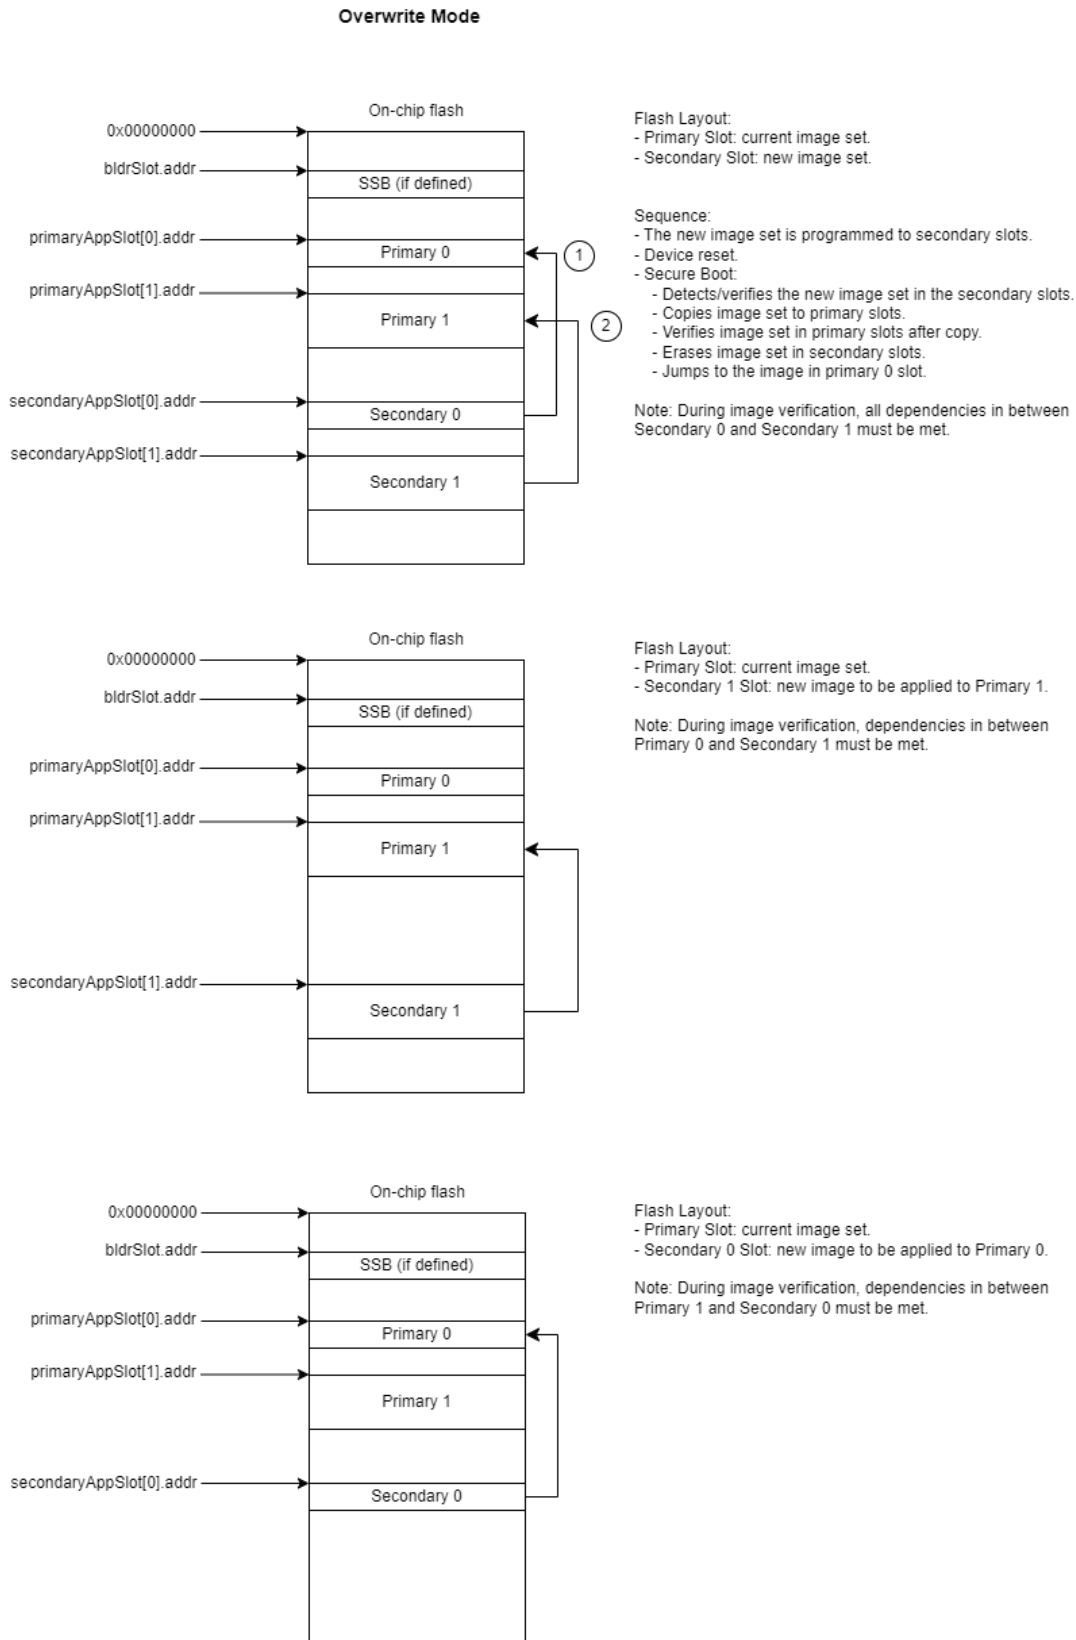 Overwrite Mode
On-chip flash
0x00000000
bldrSlot.addr
SSB (if defined)
primaryAppSlot[0].addr
Primary 0
primaryAppSlot[1].addr
Primary 1
secondaryAppSlot[0].addr
Secondary 0
secondaryAppSlot[1].addr
Secondary 1
1
2
Flash Layout:
- Primary Slot: current image set.
- Secondary Slot: new image set.
Sequence:
- The new image set is programmed to secondary slots.
- Device reset.
- Secure Boot:
- Detects/verifies the new image set in the secondary slots.
- Copies image set to primary slots.
- Verifies image set in primary slots after copy.
- Erases image set in secondary slots.
- Jumps to the image in primary 0 slot.
Note: During image verification, all dependencies in between
Secondary 0 and Secondary 1 must be met.
On-chip flash
0x00000000
bldrSlot.addr
SSB (if defined)
primaryAppSlot[0].addr
Primary 0
primaryAppSlot[1].addr
Primary 1
secondaryAppSlot[1].addr
Secondary 1
Flash Layout:
- Primary Slot: current image set.
- Secondary 1 Slot: new image to be applied to Primary 1.
Note: During image verification, dependencies in between
Primary 0 and Secondary 1 must be met.
On-chip flash
0x00000000
bldrSlot.addr
SSB (if defined)
primaryAppSlot[0].addr
Primary 0
primaryAppSlot[1].addr
Primary 1
secondaryAppSlot[0].addr
Secondary 0
Flash Layout:
- Primary Slot: current image set.
- Secondary 0 Slot: new image to be applied to Primary 0.
Note: During image verification, dependencies in between
Primary 1 and Secondary 0 must be met.